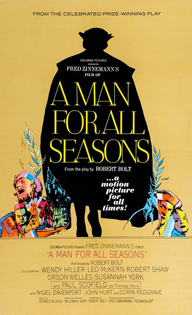 FROM THE CELEBRATED PRIZE-WINNING PLAY
COLUMBIA PICTURES
presents
FRED ZINNEMANN'S
FILM OF
A MAN
FOR ALL
SEASONS
From the play by ROBERT BOLT
...a
motion
picture
for all
times!
COLUMBIA PICTURES presents FRED ZINNEMANN'S FILM OF
A MAN FOR ALL SEASONS
From the play by ROBERT BOLT
WENDY HILLER · LEO McKERN · ROBERT SHAW
ORSON WELLES · SUSANNAH YORK
and PAUL SCOFIELD as Thomas More
with NIGEL DAVENPORT · JOHN HURT and CORIN REDGRAVE